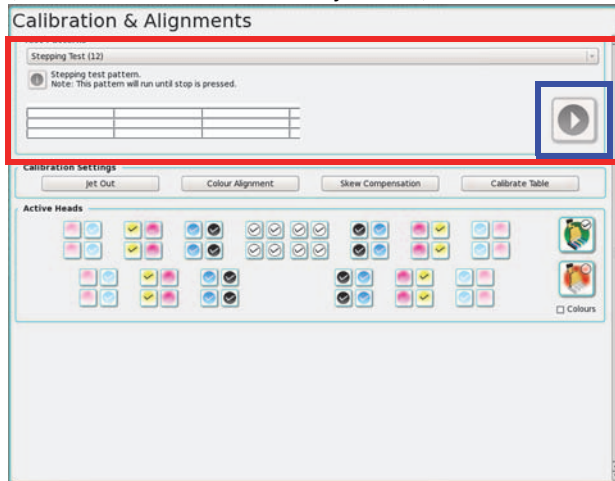 Calibration & Alignments
Stepping Test (12)
Stepping test pattern.
Note: This pattern will run until stop is pressed.
Calibration Settings
Jet Out
Colour Alignment
Skew Compensation
Calibrate Table
Active Heads
Colours